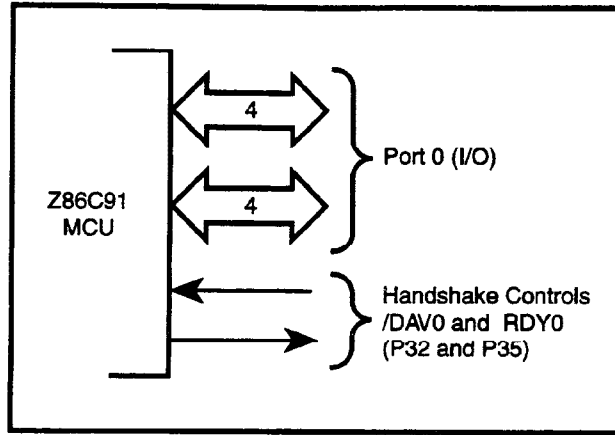 4
Port 0 (I/O)
Z86C91
MCU
4
Handshake Controls
/DAV0 and RDY0
(P32 and P35)